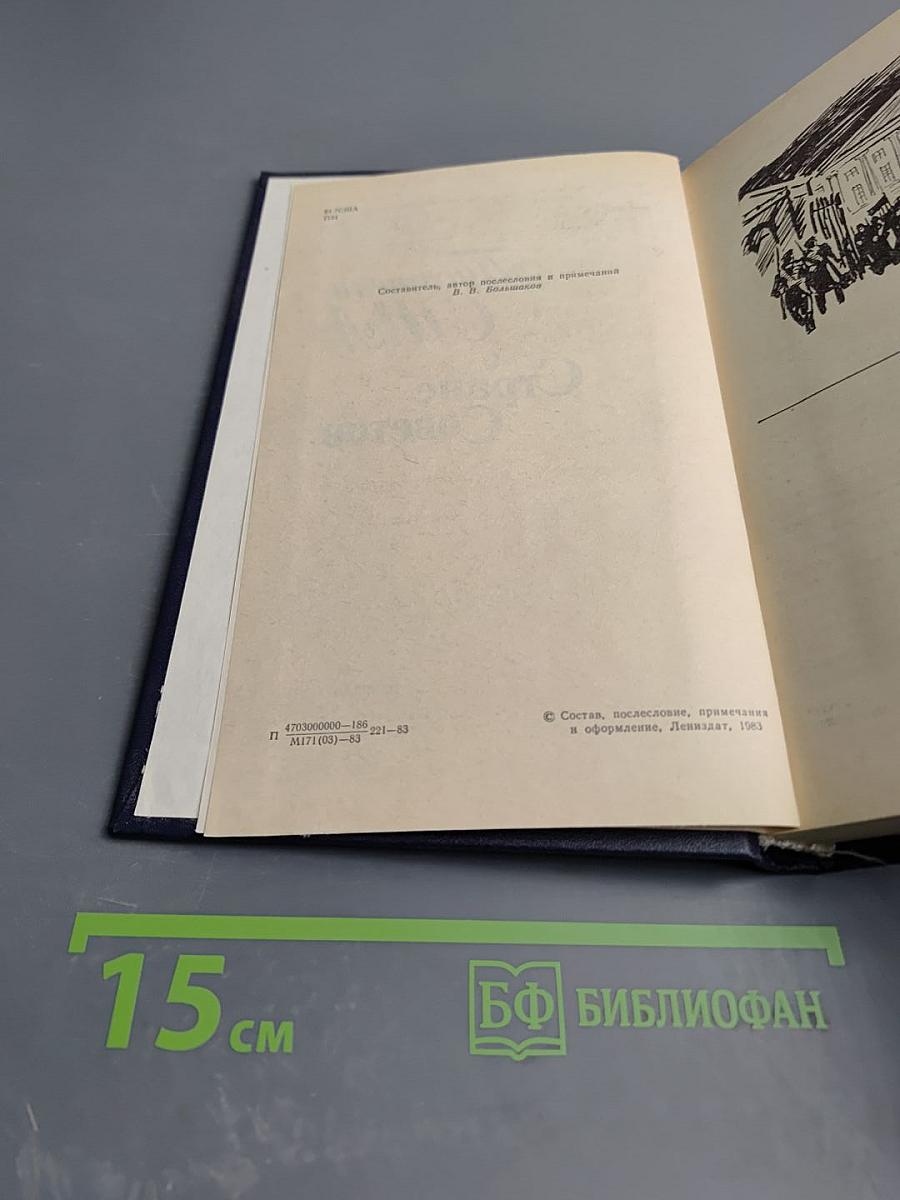 Составитель, автор послесловия и примечаний
В. В. Большаков
П 4703000000—186 221—83
М171(03)—83
© Состав, послесловие, примечания
и оформление, Лениздат, 1983
15 см
БФ БИБЛИОФАН